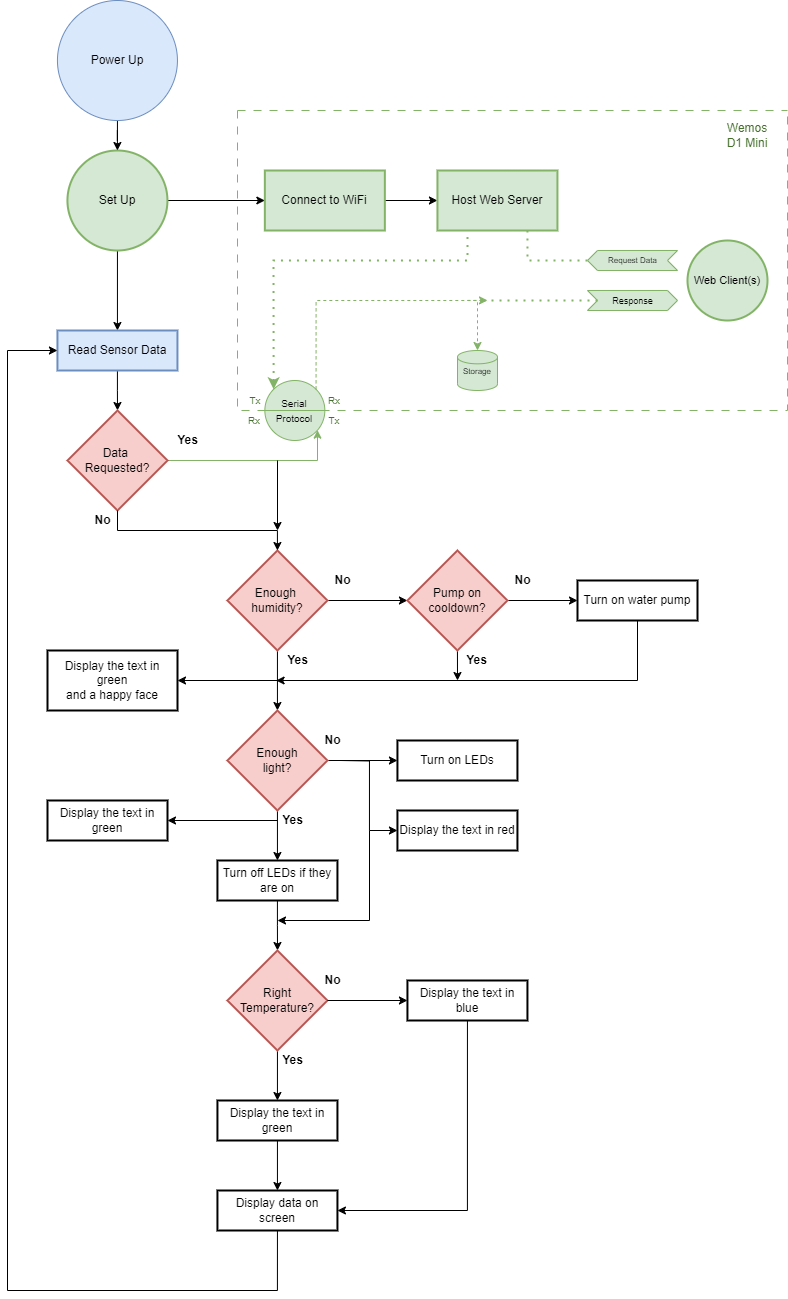 Power Up
Wemos
D1 Mini
Set Up
Connect to WiFi
Host Web Server
Request Data
Web Client(s)
Response
Read Sensor Data
Storage
Tx
Rx
Serial
Protocol
Rx
Tx
Yes
Data
Requested?
No
Enough
humidity?
No
Pump on
cooldown?
No
Turn on water pump
Yes
Yes
Display the text in
green
and a happy face
Enough
light?
No
Turn on LEDs
Display the text in
green
Yes
Display the text in red
Turn off LEDs if they
are on
Right
Temperature?
No
Display the text in
blue
Yes
Display the text in
green
Display data on
screen